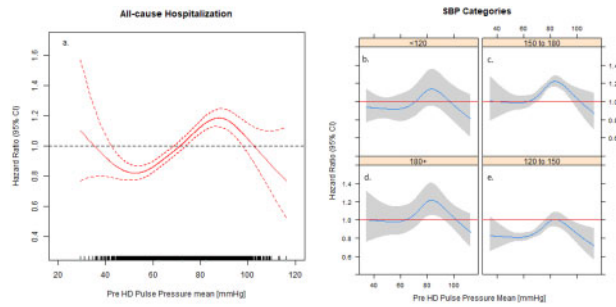 All-cause Hospitalization
a.
Hazard Ratio (95% CI)
1.6
1.4
1.2
1.0
0.8
0.6
0.4
20 40 60 80 100 120
Pre HD Pulse Pressure mean [mmHg]
SBP Categories
40 60 80 100
<120
150 to 180
b.
c.
180+
120 to 150
d.
e.
Hazard Ratio (95% CI)
1.4
1.2
1.0
0.8
0.6
1.4
1.2
1.0
0.8
0.6
40 60 80 100
Pre HD Pulse Pressure Mean [mmHg]